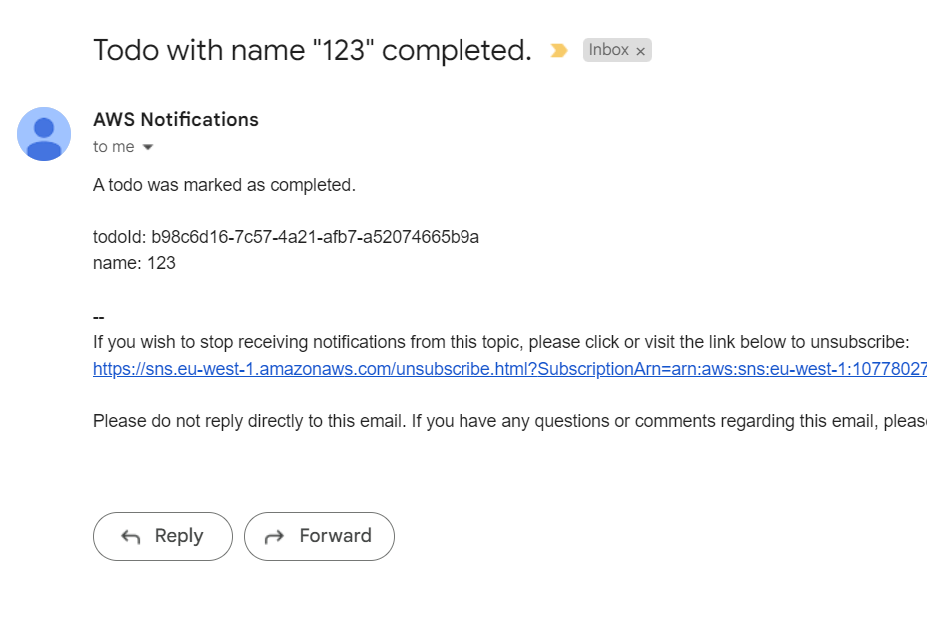 Todo with name "123" completed.
Inbox ×
AWS Notifications
to me
A todo was marked as completed.
todoId: b98c6d16-7c57-4a21-afb7-a52074665b9a
name: 123
--
If you wish to stop receiving notifications from this topic, please click or visit the link below to unsubscribe:
https://sns.eu-west-1.amazonaws.com/unsubscribe.html?SubscriptionArn=arn:aws:sns:eu-west-1:10778027
Please do not reply directly to this email. If you have any questions or comments regarding this email, pleas
Reply
Forward